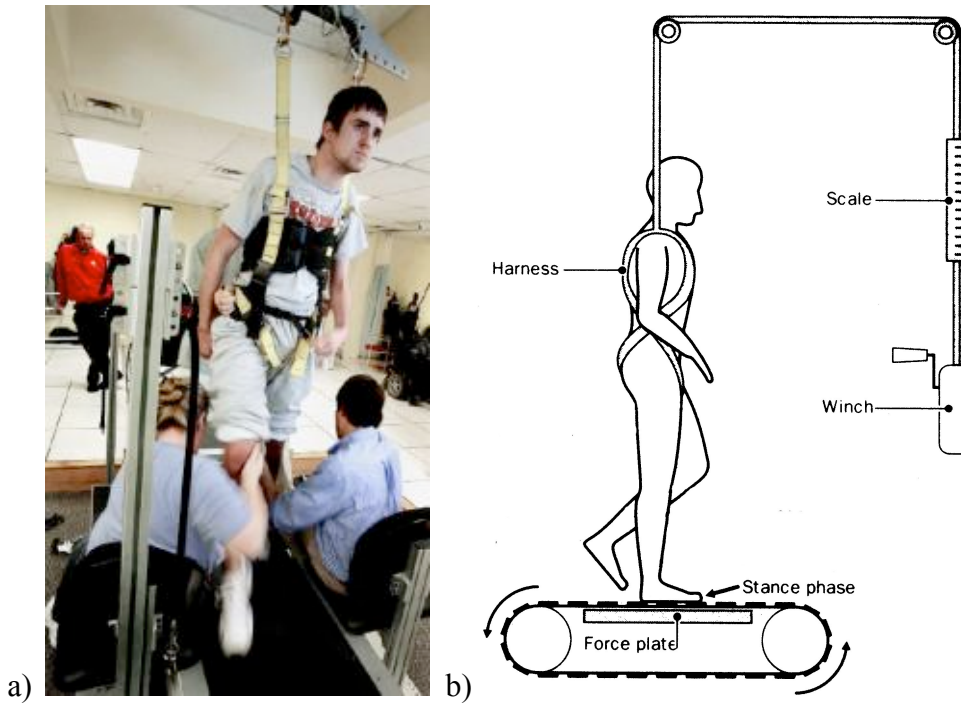 a)
b)
Scale
Harness
Winch
Stance phase
Force plate